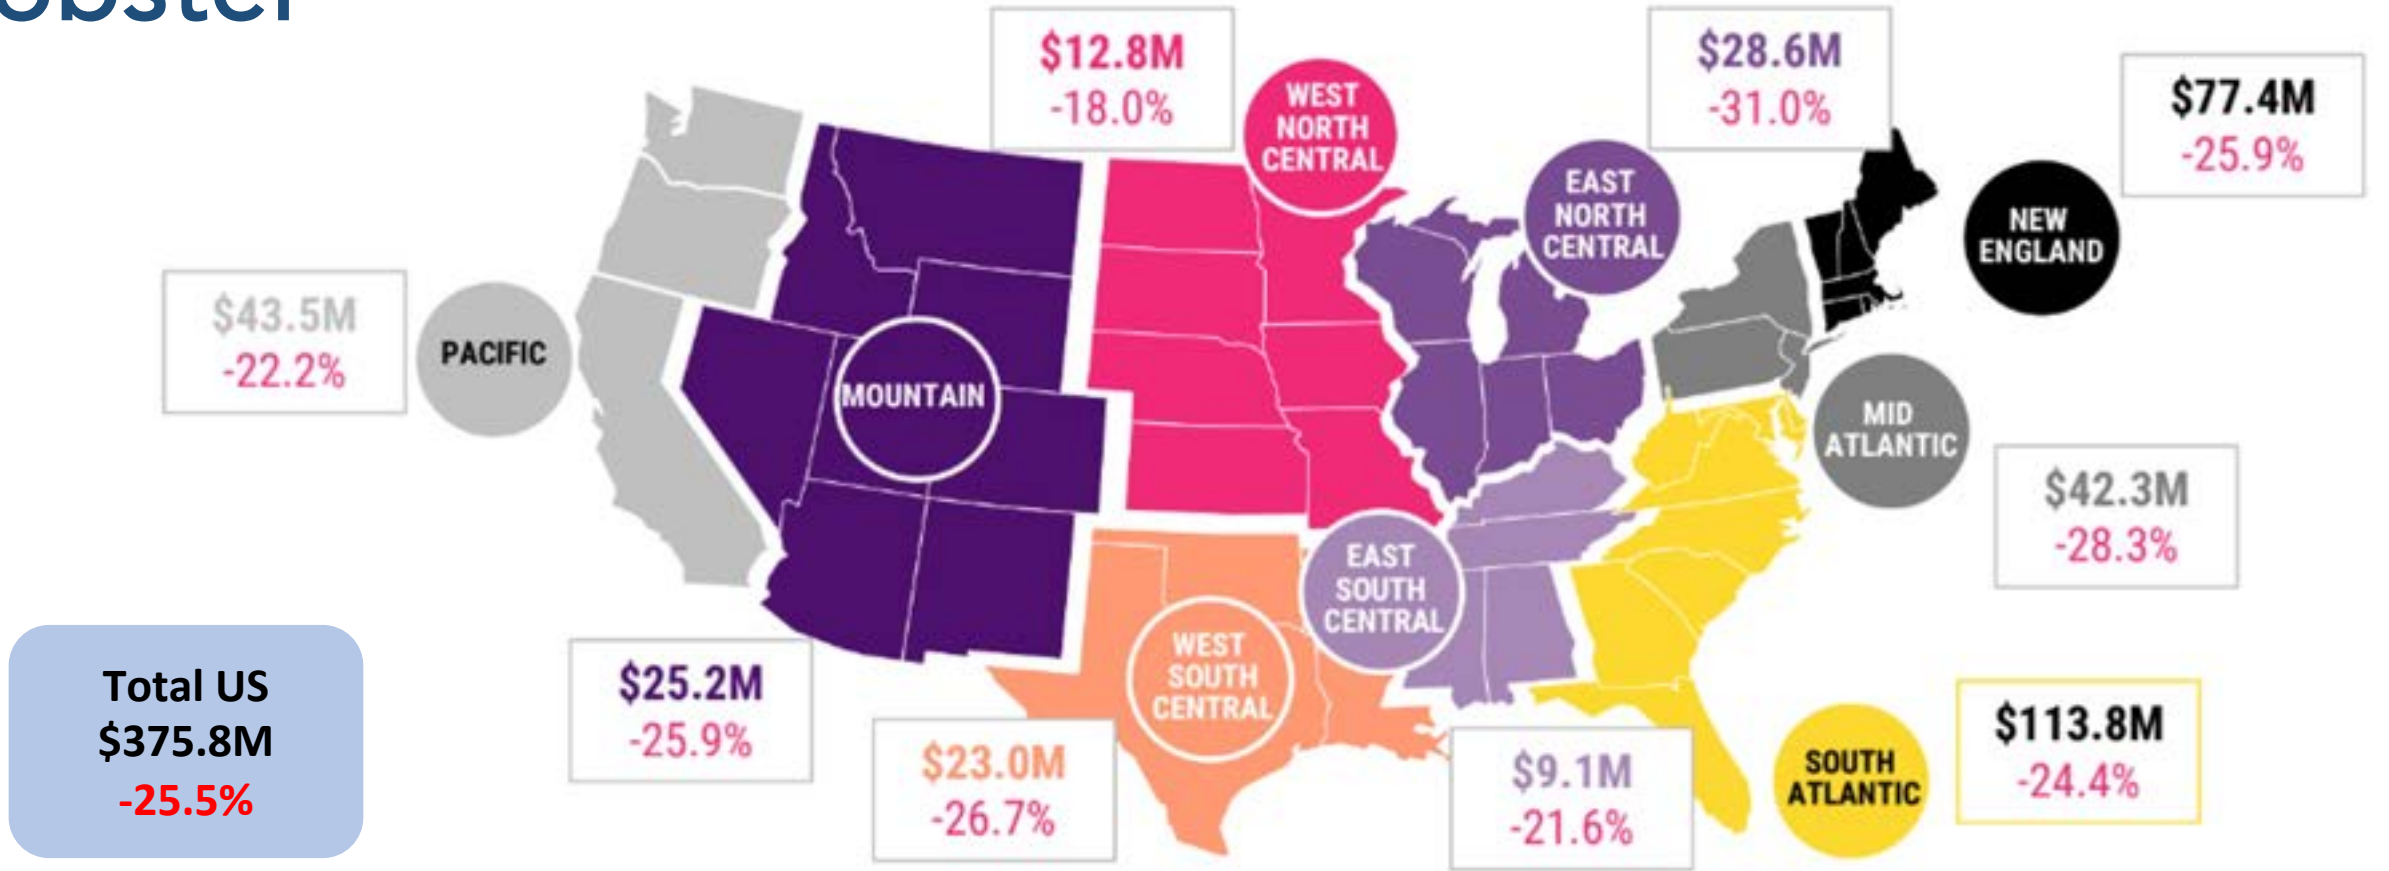 $12.8M
-18.0%
WEST
NORTH
CENTRAL
$28.6M
-31.0%
EAST
NORTH
CENTRAL
$77.4M
-25.9%
NEW
ENGLAND
$43.5M
-22.2%
PACIFIC
MOUNTAIN
MID
ATLANTIC
$42.3M
-28.3%
EAST
SOUTH
CENTRAL
WEST
SOUTH
CENTRAL
Total US
$375.8M
-25.5%
$25.2M
-25.9%
$23.0M
-26.7%
$9.1M
-21.6%
SOUTH
ATLANTIC
$113.8M
-24.4%